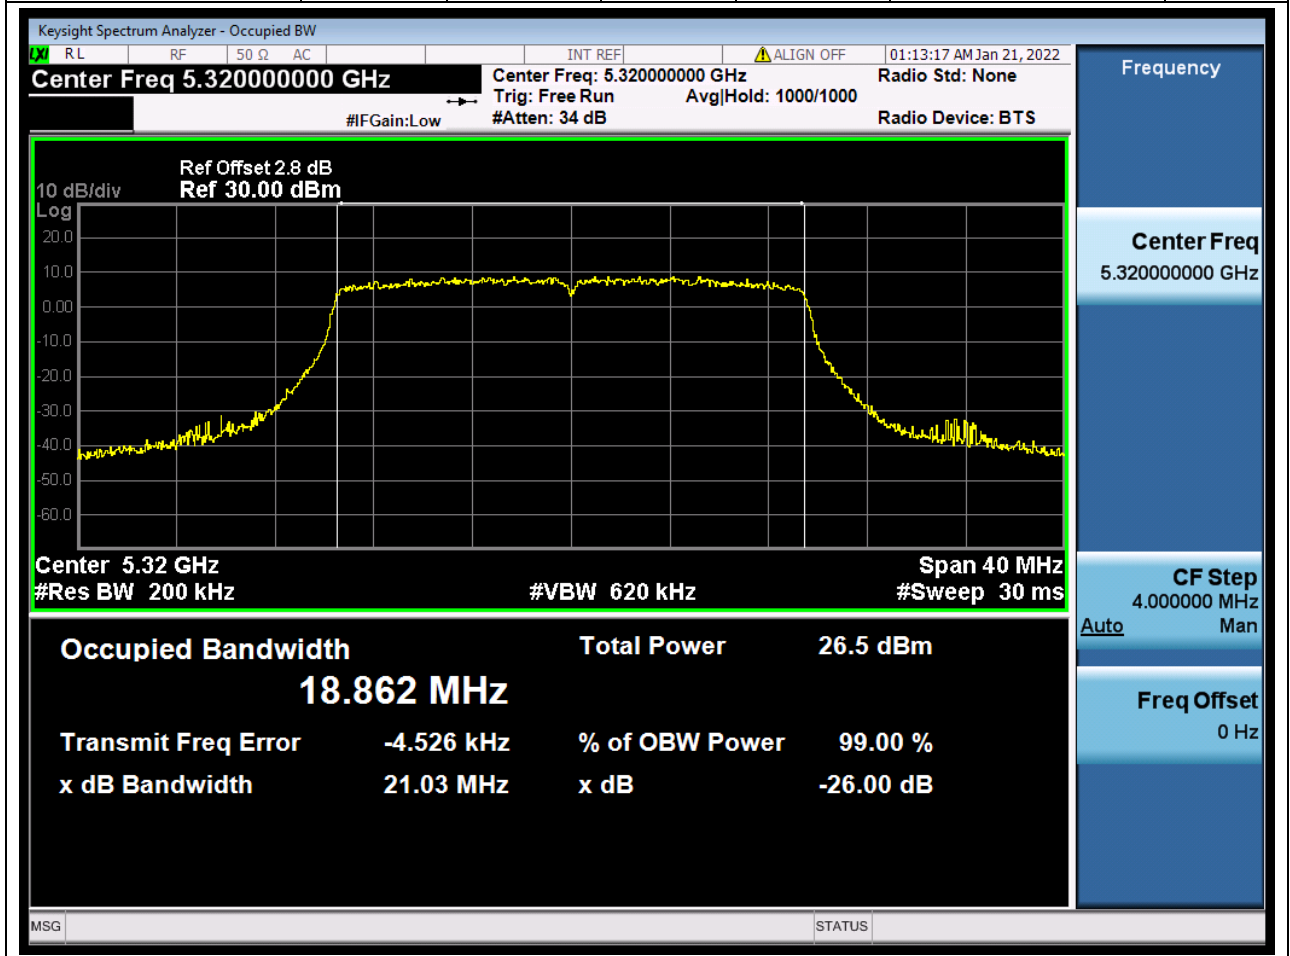 Keysight Spectrum Analyzer - Occupied BW
LXI RL RF 50 Ω AC INT REF ALIGN OFF 01:13:17 AM Jan 21, 2022
Center Freq 5.320000000 GHz
Center Freq: 5.320000000 GHz Radio Std: None
Trig: Free Run Avg|Hold: 1000/1000
#IFGain:Low #Atten: 34 dB Radio Device: BTS
Ref Offset 2.8 dB
10 dB/div Ref 30.00 dBm
Log
20.0
10.0
0.00
-10.0
-20.0
-30.0
-40.0
-50.0
-60.0
Center 5.32 GHz Span 40 MHz
#Res BW 200 kHz #VBW 620 kHz #Sweep 30 ms
Occupied Bandwidth Total Power 26.5 dBm
18.862 MHz
Transmit Freq Error -4.526 kHz % of OBW Power 99.00 %
x dB Bandwidth 21.03 MHz x dB -26.00 dB
Frequency
Center Freq
5.320000000 GHz
CF Step
4.000000 MHz
Auto Man
Freq Offset
0 Hz
MSG STATUS